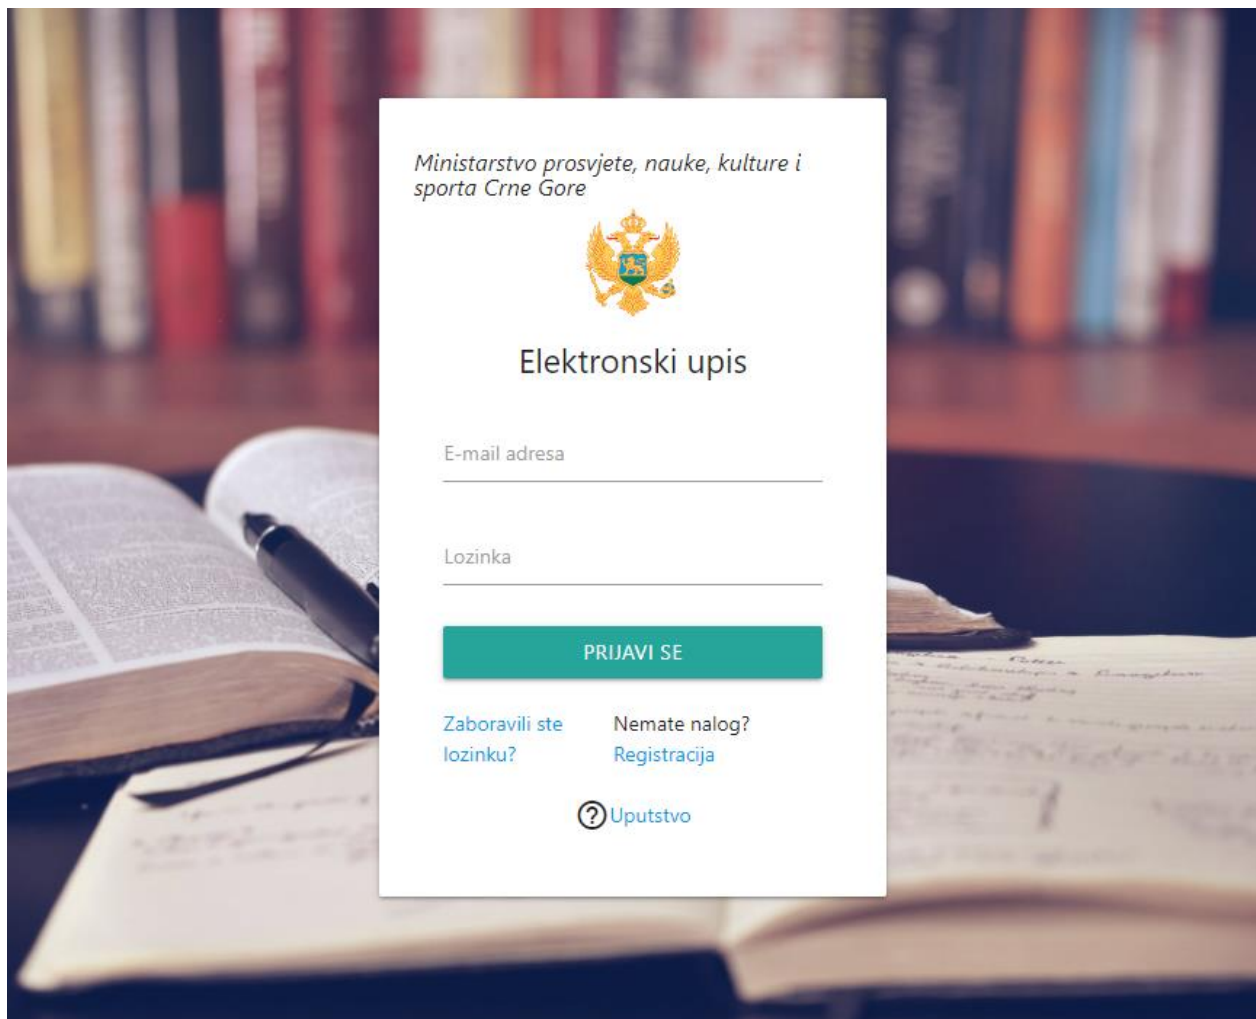 Ministarstvo prosvjete, nauke, kulture i
sporta Crne Gore
Elektronski upis
E-mail adresa
Lozinka
PRIJAVI SE
Zaboravili ste
lozinku?
Nemate nalog?
Registracija
Uputstvo